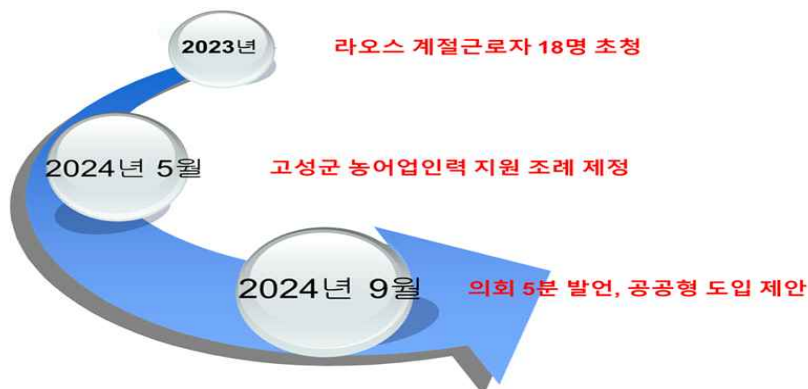 2023년 라오스 계절근로자 18명 초청
2024년 5월 고성군 농어업인력 지원 조례 제정
2024년 9월 의회 5분 발언, 공공형 도입 제안